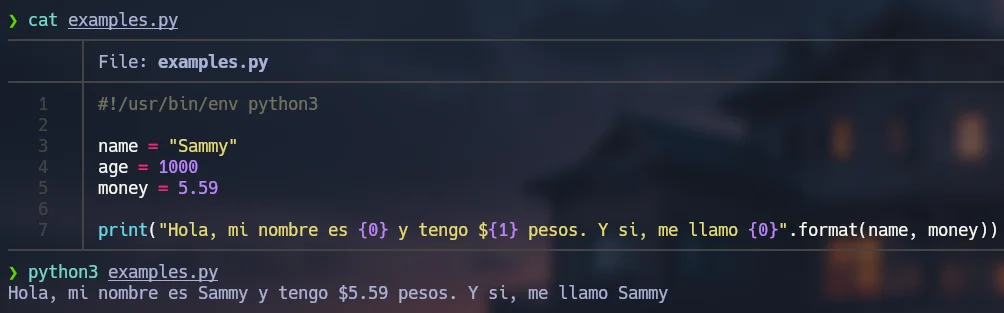 ❯ cat examples.py
File: examples.py
1 #!/usr/bin/env python3
2
3 name = "Sammy"
4 age = 1000
5 money = 5.59
6
7 print("Hola, mi nombre es {0} y tengo ${1} pesos. Y si, me llamo {0}".format(name, money))
❯ python3 examples.py
Hola, mi nombre es Sammy y tengo $5.59 pesos. Y si, me llamo Sammy